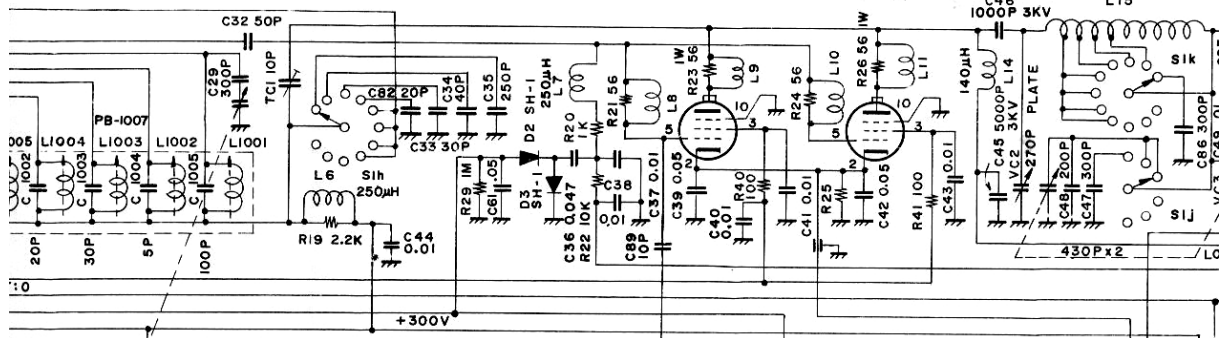 C32 50P
C29 300P
TC1 10P
C82 20P
C34 40P
C35 250P
C33 30P
250μH L7
D2 SH-1
R20 1K
R21 56
L8
R23 56 1W
L9
10
5
3
2
R24 56
L10
R26 56 1W
L11
10
5
3
2
C46
1000P 3KV
L15
140μH
L14
S1k
PB-1007
L1004
L1003
L1002
L1001
C 1002
C 1003
C 1004
C 1005
20P
30P
5P
100P
L6
250μH
S1h
R19 2.2K
C44
0.01
R29 1M
C61 .05
D3 SH-1
C36 0.047
R22 10K
C38
0.01
C89 10P
C37 0.01
C39 0.05
C40 0.01
R40 100
C41 0.01
R25
C42 0.05
R41 100
C43 0.01
C45 5000P 3KV
VC2 270P PLATE
C48 200P
C47 300P
C86 300P
C49 .01
VC3
S1j
430P×2
+300V